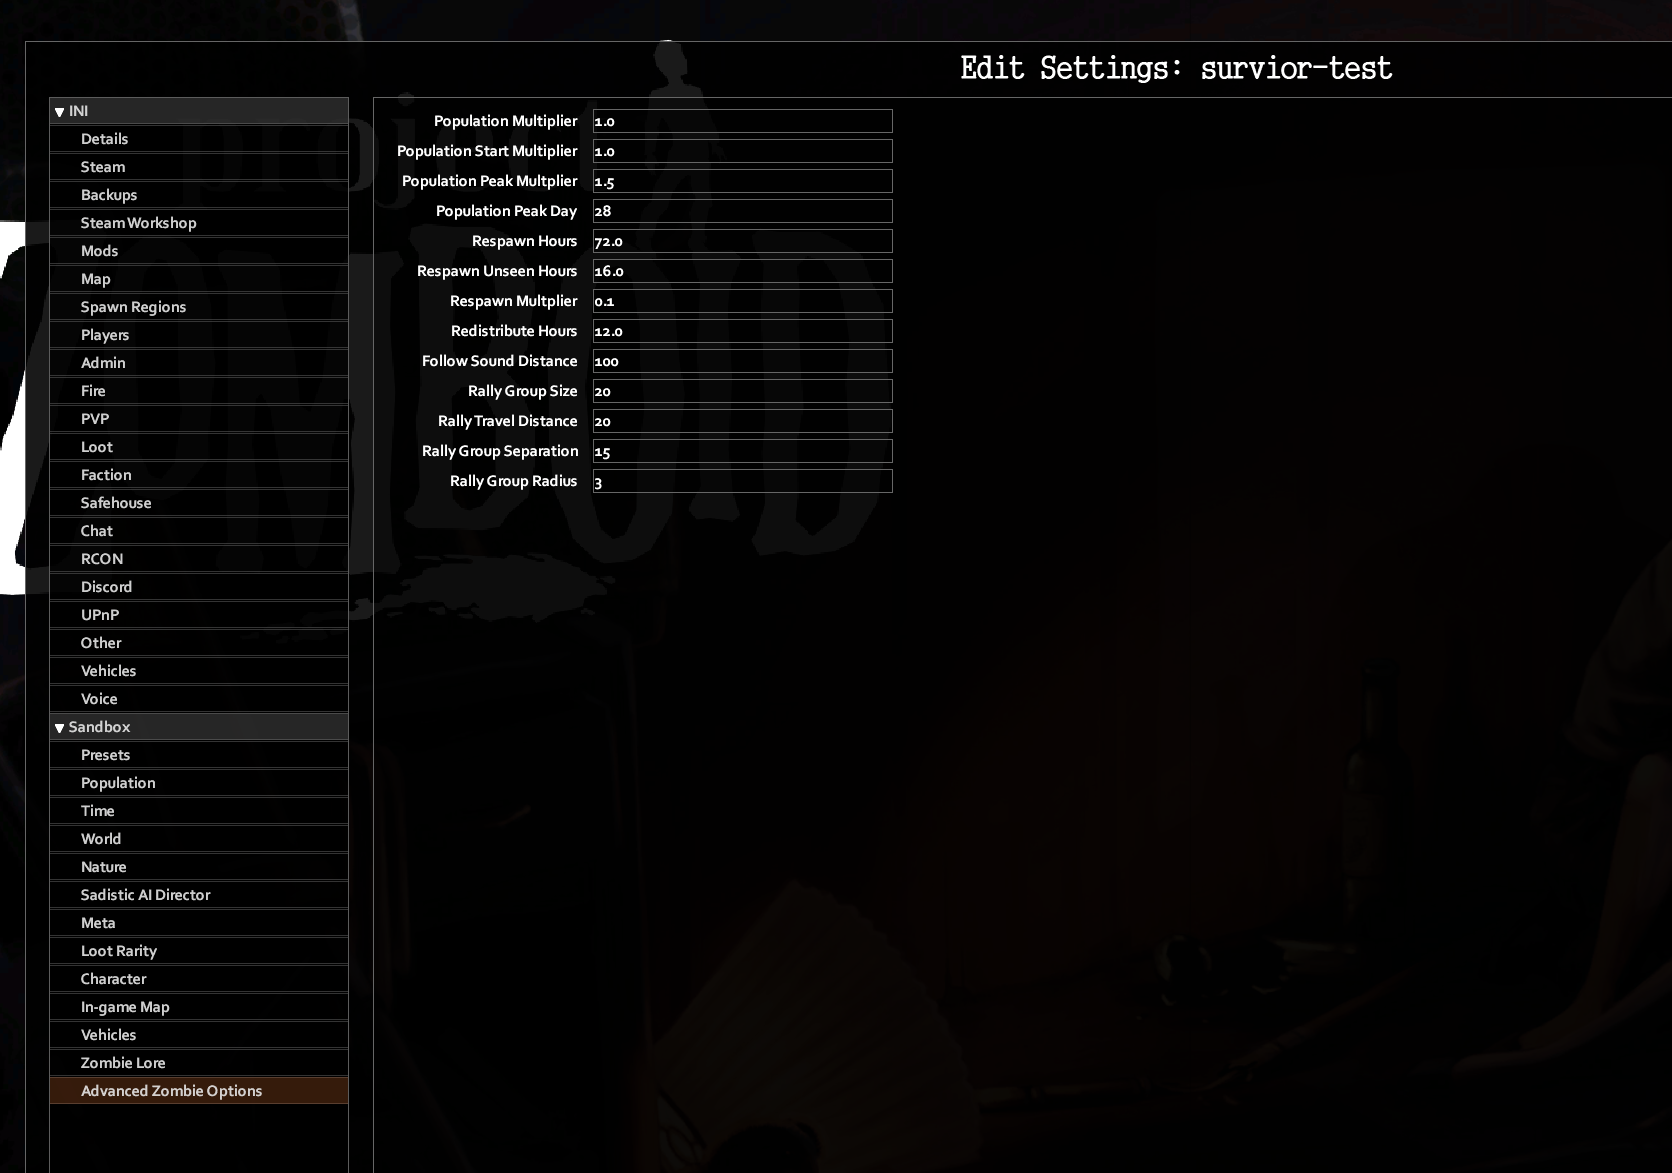 Edit Settings: survior-test
INI
Details
Steam
Backups
Steam Workshop
Mods
Map
Spawn Regions
Players
Admin
Fire
PVP
Loot
Faction
Safehouse
Chat
RCON
Discord
UPnP
Other
Vehicles
Voice
Sandbox
Presets
Population
Time
World
Nature
Sadistic AI Director
Meta
Loot Rarity
Character
In-game Map
Vehicles
Zombie Lore
Advanced Zombie Options
Population Multiplier 1.0
Population Start Multiplier 1.0
Population Peak Multplier 1.5
Population Peak Day 28
Respawn Hours 72.0
Respawn Unseen Hours 16.0
Respawn Multplier 0.1
Redistribute Hours 12.0
Follow Sound Distance 100
Rally Group Size 20
Rally Travel Distance 20
Rally Group Separation 15
Rally Group Radius 3
project
ZOMBOID